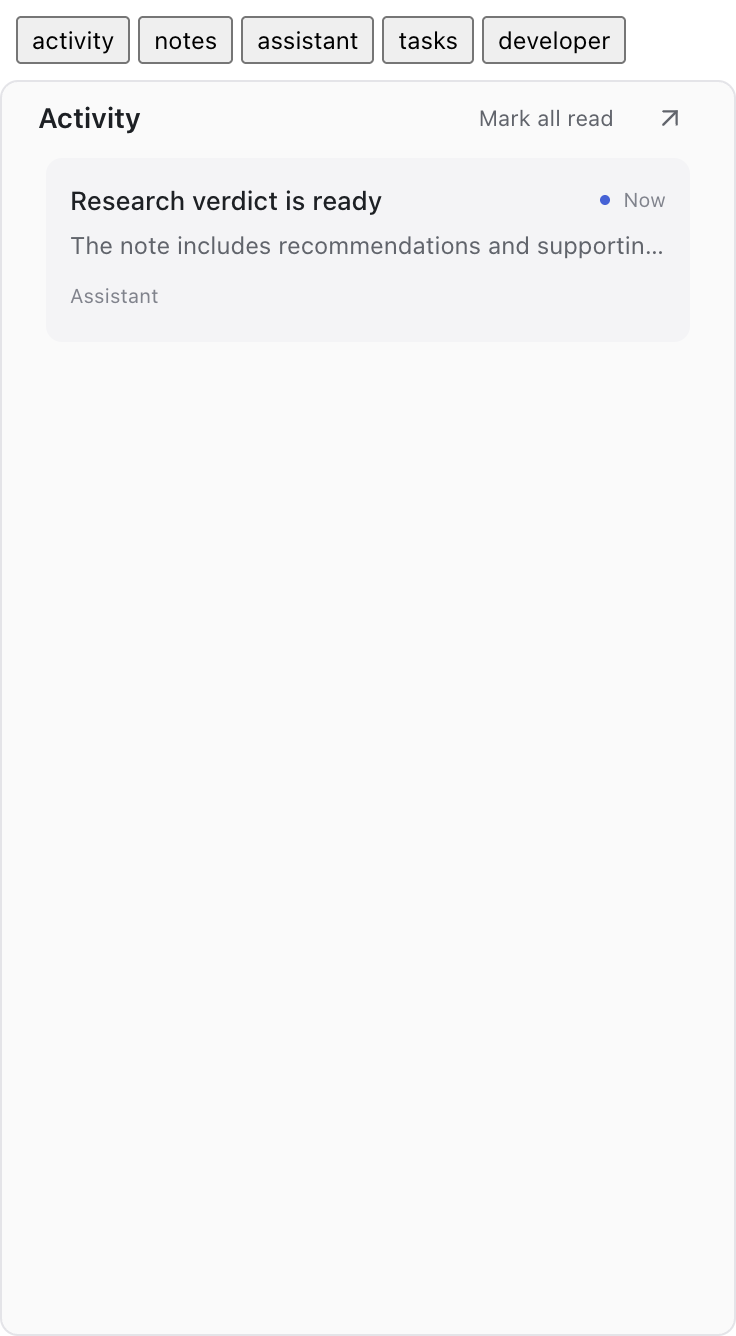 activity notes assistant tasks developer
Activity Mark all read
Research verdict is ready Now
The note includes recommendations and supportin...
Assistant